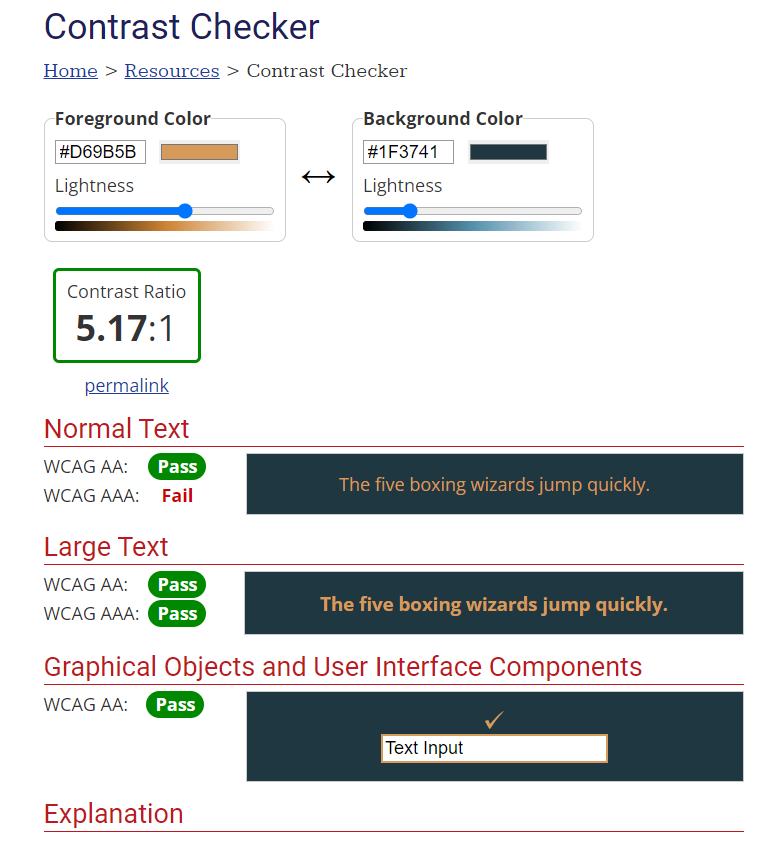 Contrast Checker
Home > Resources > Contrast Checker
Foreground Color
#D69B5B
Lightness
Background Color
#1F3741
Lightness
Contrast Ratio
5.17:1
permalink
Normal Text
WCAG AA: Pass
WCAG AAA: Fail
The five boxing wizards jump quickly.
Large Text
WCAG AA: Pass
WCAG AAA: Pass
The five boxing wizards jump quickly.
Graphical Objects and User Interface Components
WCAG AA: Pass
Text Input
Explanation